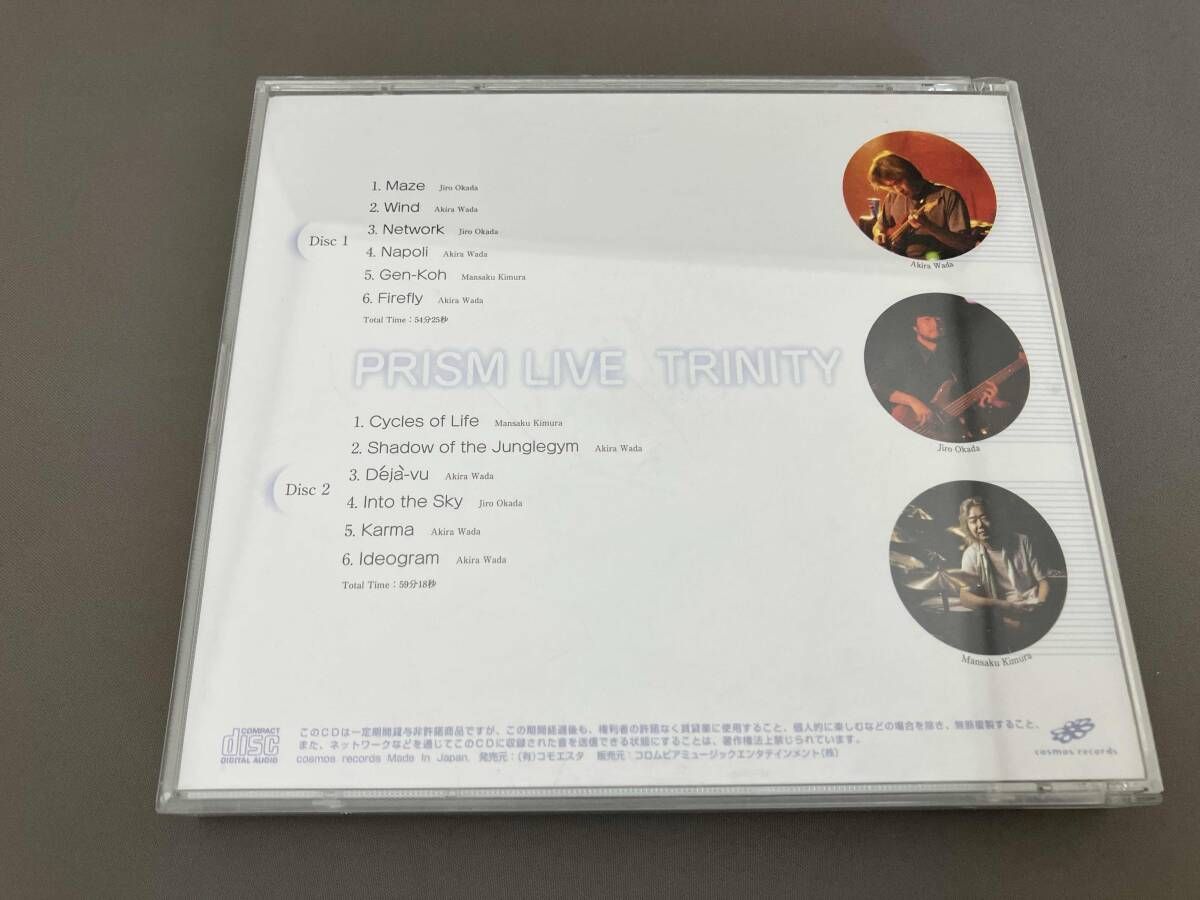 Disc 1
1. Maze Jiro Okada
2. Wind Akira Wada
3. Network Jiro Okada
4. Napoli Akira Wada
5. Gen-Koh Mansaku Kimura
6. Firefly Akira Wada
Total Time：54分25秒
PRISM LIVE TRINITY
Disc 2
1. Cycles of Life Mansaku Kimura
2. Shadow of the Junglegym Akira Wada
3. Déjà-vu Akira Wada
4. Into the Sky Jiro Okada
5. Karma Akira Wada
6. Ideogram Akira Wada
Total Time：59分18秒
Akira Wada
Jiro Okada
Mansaku Kimura
COMPACT
disc
DIGITAL AUDIO
このCDは一定期間貸与非許諾商品ですが、この期間経過後も、権利者の許諾なく賃貸業に使用すること、個人的に楽しむなどの場合を除き、無断複製すること、
また、ネットワークなどを通じてこのCDに収録された音を送信できる状態にすることは、著作権法上禁じられています。
cosmos records Made In Japan. 発売元：(有)コモエスタ 販売元：コロムビアミュージックエンタテインメント(株)
cosmos records